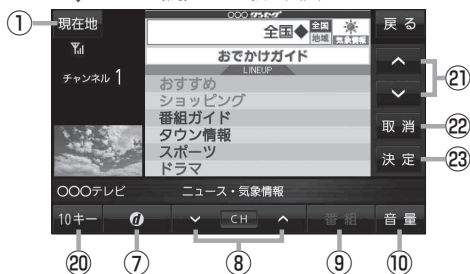 ① 現在地 ○○○ ワンセグ 戻る
全国◆ 全国 地域 気象情報
チャンネル 1
おでかけガイド
LINEUP
おすすめ
ショッピング
番組ガイド
タウン情報
スポーツ
ドラマ
㉑
取消 ㉒
決定 ㉓
○○○テレビ ニュース・気象情報
10キー d CH 番組 音量
⑳ ⑦ ⑧ ⑨ ⑩